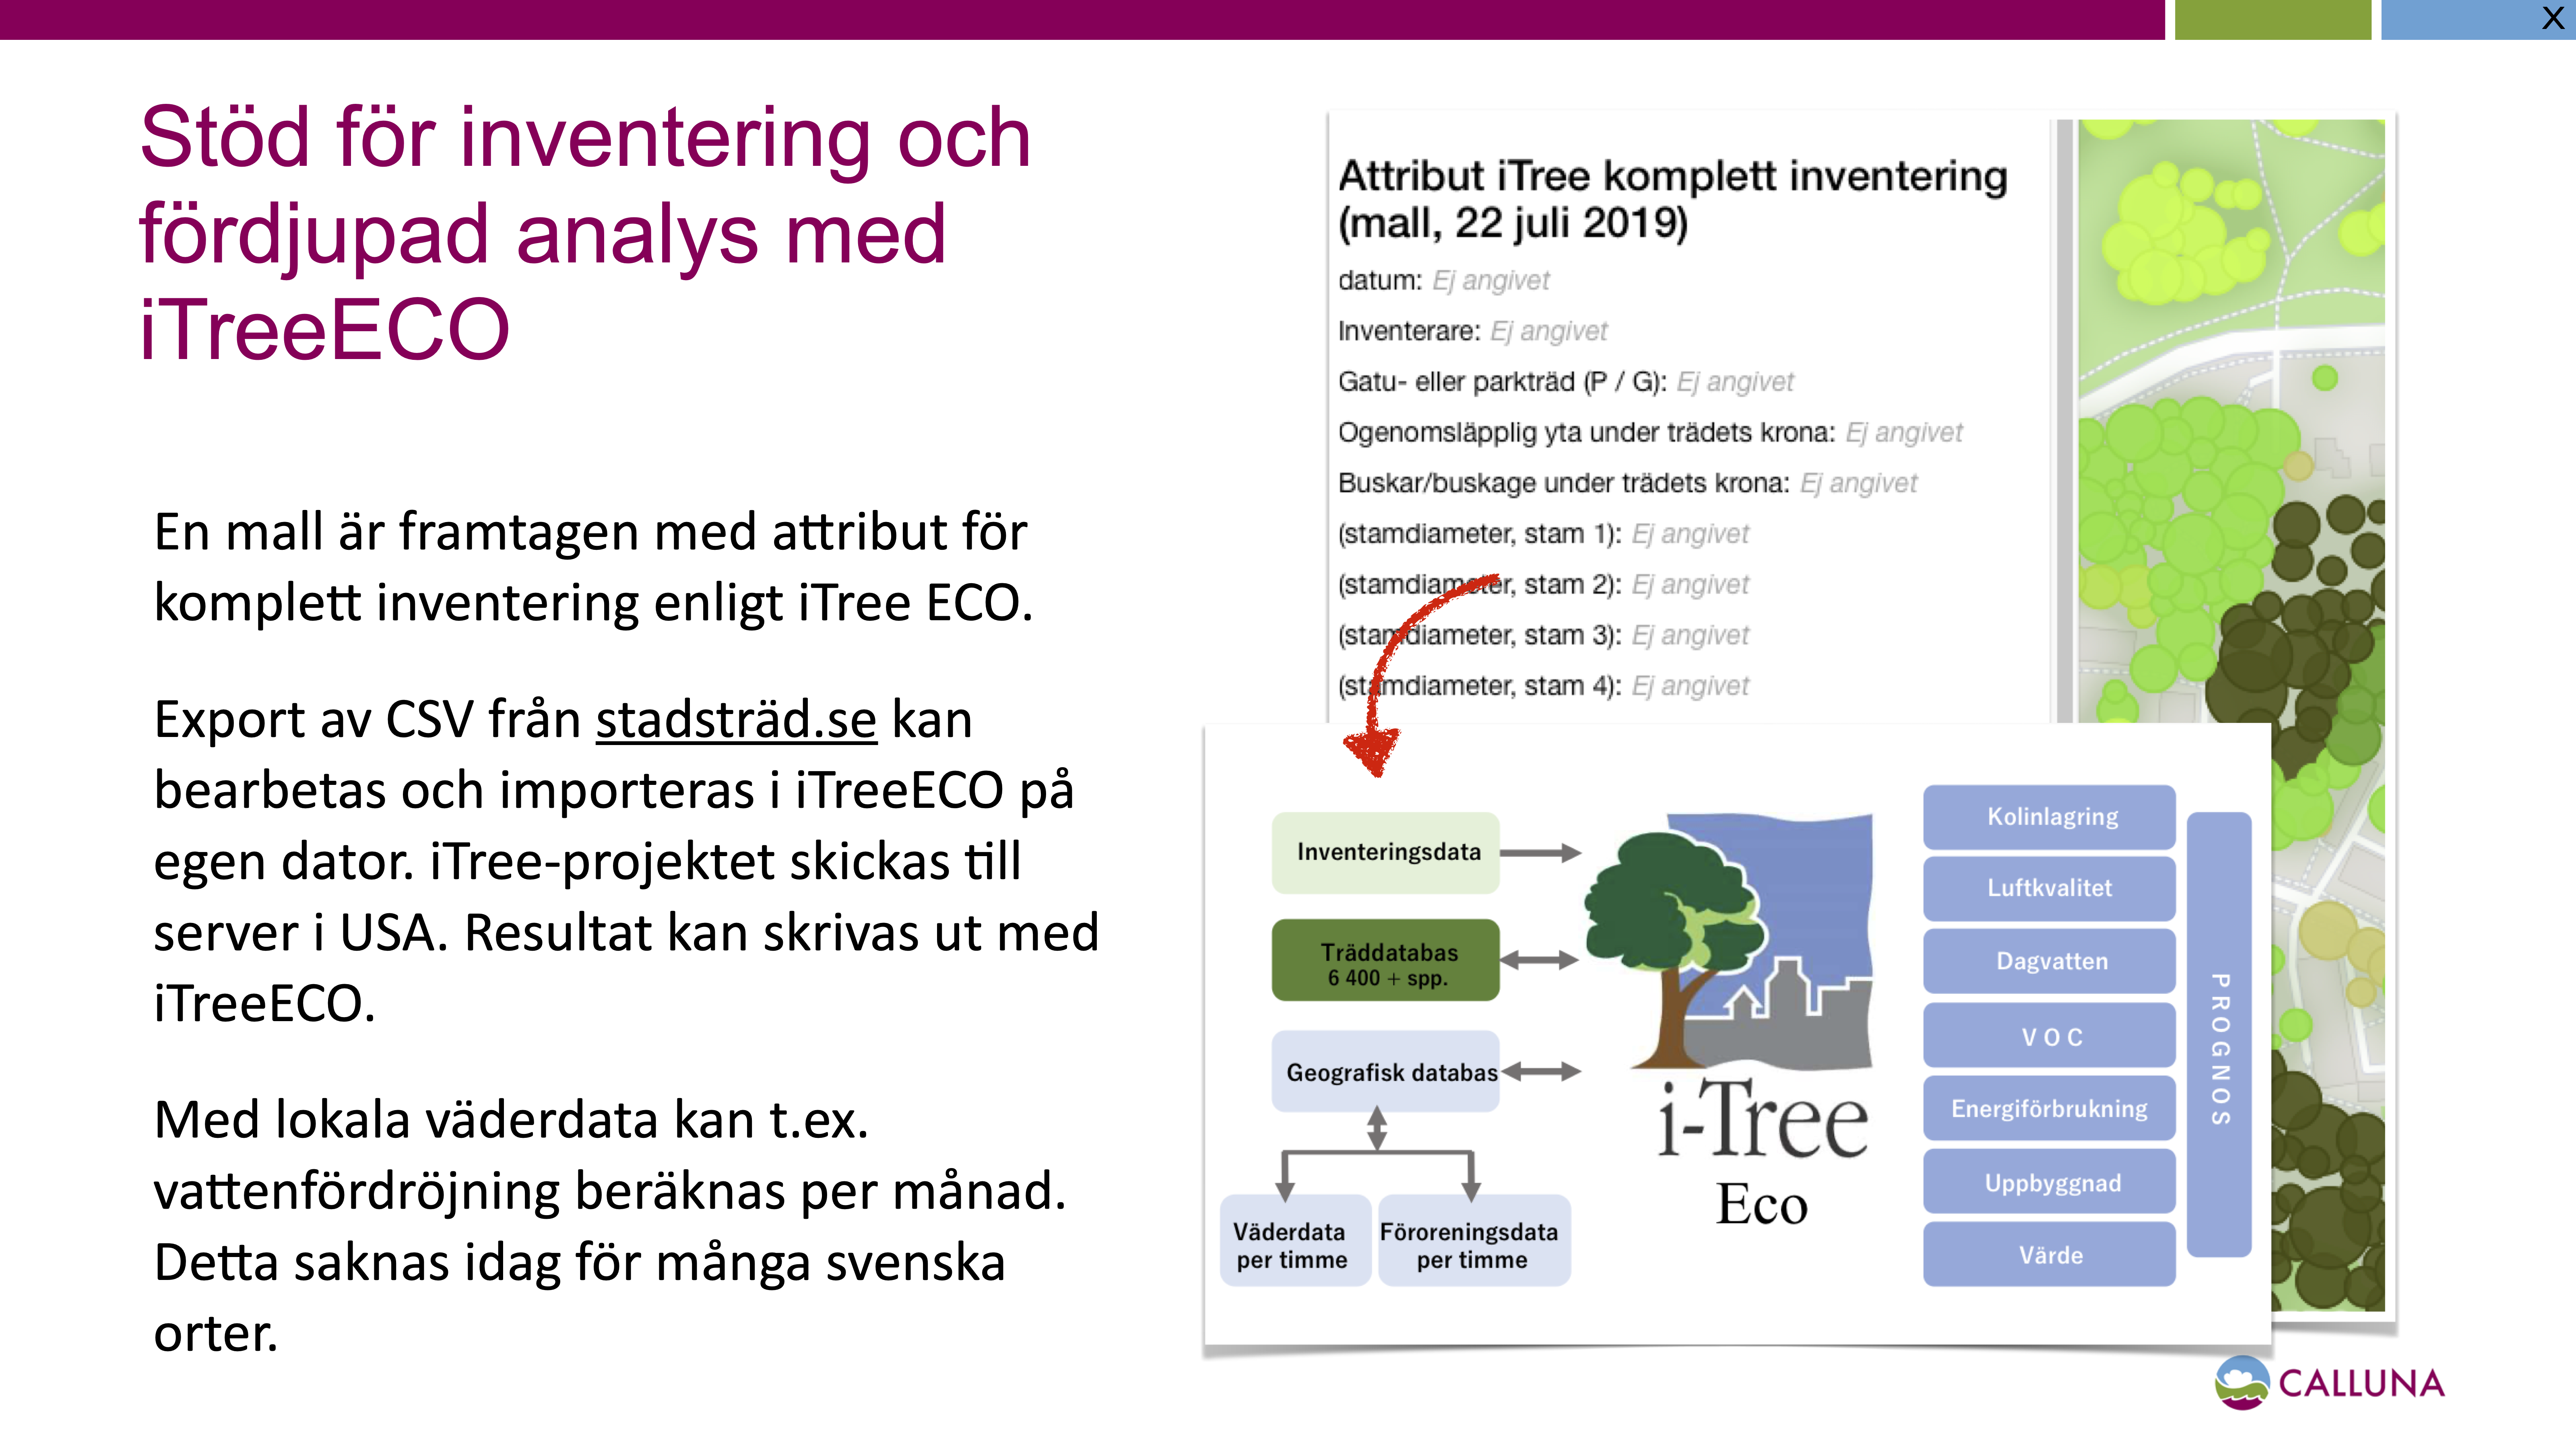 X
Stöd för inventering och
fördjupad analys med
iTreeECO
En mall är framtagen med attribut för
komplett inventering enligt iTree ECO.
Export av CSV från stadsträd.se kan
bearbetas och importeras i iTreeECO på
egen dator. iTree-projektet skickas till
server i USA. Resultat kan skrivas ut med
iTreeECO.
Med lokala väderdata kan t.ex.
vattenfördröjning beräknas per månad.
Detta saknas idag för många svenska
orter.
Attribut iTree komplett inventering
(mall, 22 juli 2019)
datum: Ej angivet
Inventerare: Ej angivet
Gatu- eller parkträd (P / G): Ej angivet
Ogenomsläpplig yta under trädets krona: Ej angivet
Buskar/buskage under trädets krona: Ej angivet
(stamdiameter, stam 1): Ej angivet
(stamdiameter, stam 2): Ej angivet
(stamdiameter, stam 3): Ej angivet
(stamdiameter, stam 4): Ej angivet
Inventeringsdata
Träddatabas
6 400 + spp.
Geografisk databas
Väderdata
per timme
Föroreningsdata
per timme
i-Tree
Eco
Kolinlagring
Luftkvalitet
Dagvatten
V O C
Energiförbrukning
Uppbyggnad
Värde
PROGNOS
CALLUNA